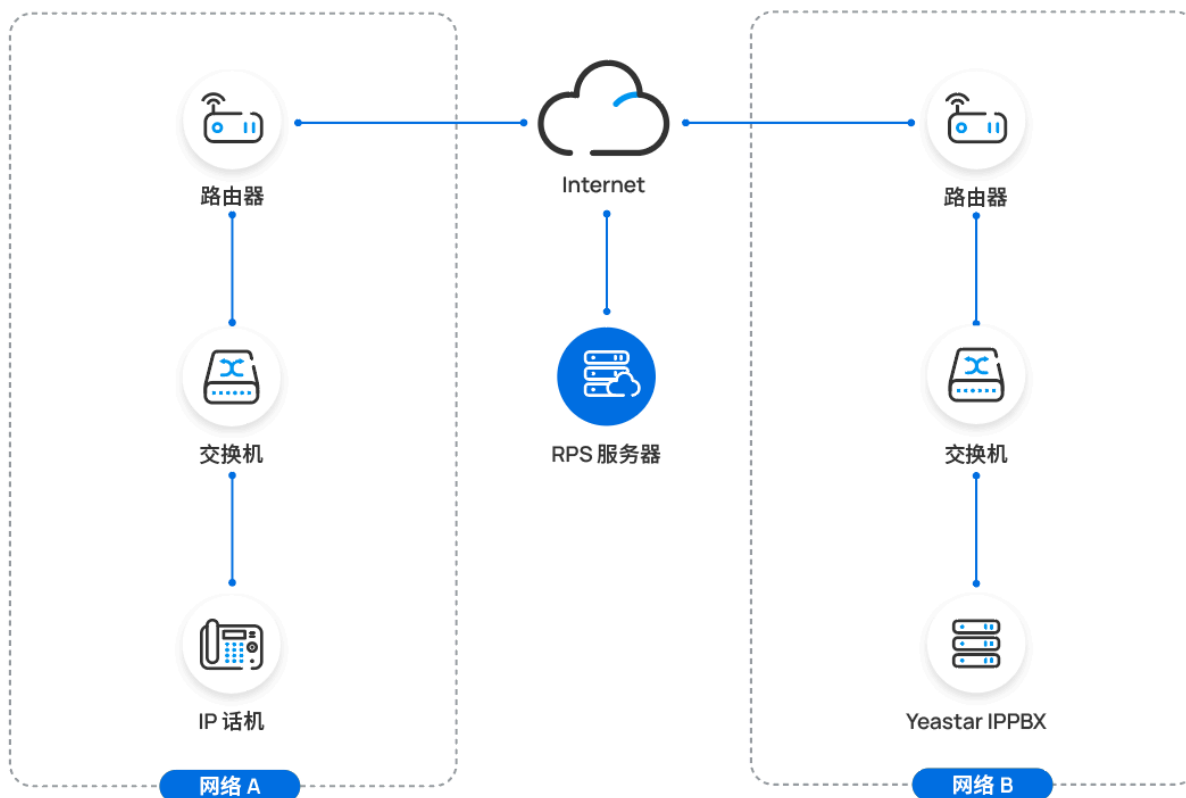 Internet
路由器
路由器
交换机
RPS 服务器
交换机
IP 话机
Yeastar IPPBX
网络 A
网络 B